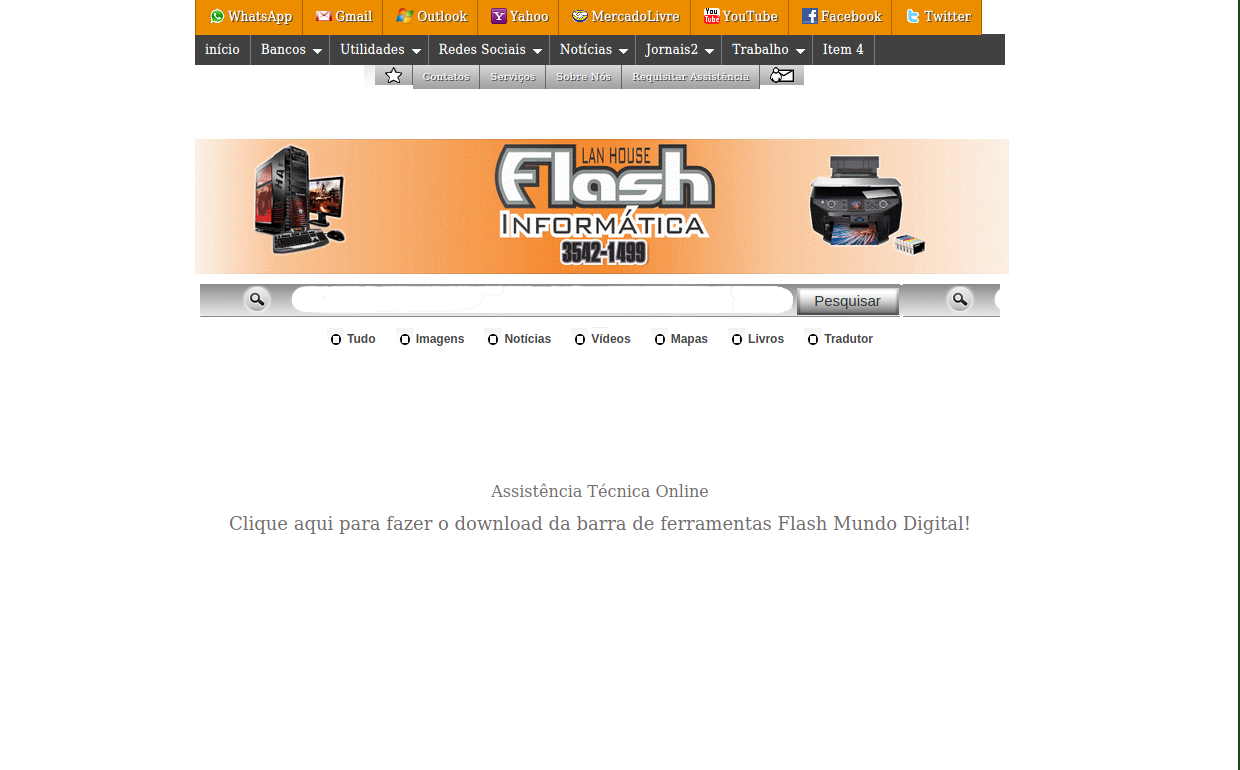 WhatsApp Gmail Outlook Yahoo MercadoLivre YouTube Facebook Twitter
início Bancos Utilidades Redes Sociais Notícias Jornais2 Trabalho Item 4
Contatos Serviços Sobre Nós Requisitar Assistência
LAN HOUSE
Flash
INFORMÁTICA
3542-1499
Pesquisar
Tudo Imagens Notícias Vídeos Mapas Livros Tradutor
Assistência Técnica Online
Clique aqui para fazer o download da barra de ferramentas Flash Mundo Digital!